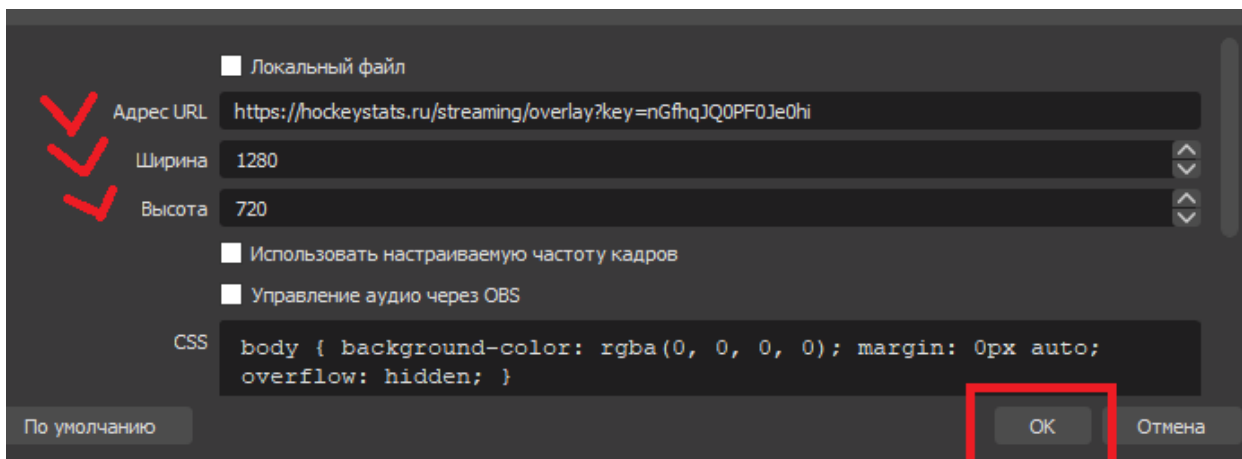 Локальный файл
Адрес URL https://hockeystats.ru/streaming/overlay?key=nGfhqJQ0PF0Je0hi
Ширина 1280
Высота 720
Использовать настраиваемую частоту кадров
Управление аудио через OBS
CSS body { background-color: rgba(0, 0, 0, 0); margin: 0px auto;
overflow: hidden; }
По умолчанию OK Отмена